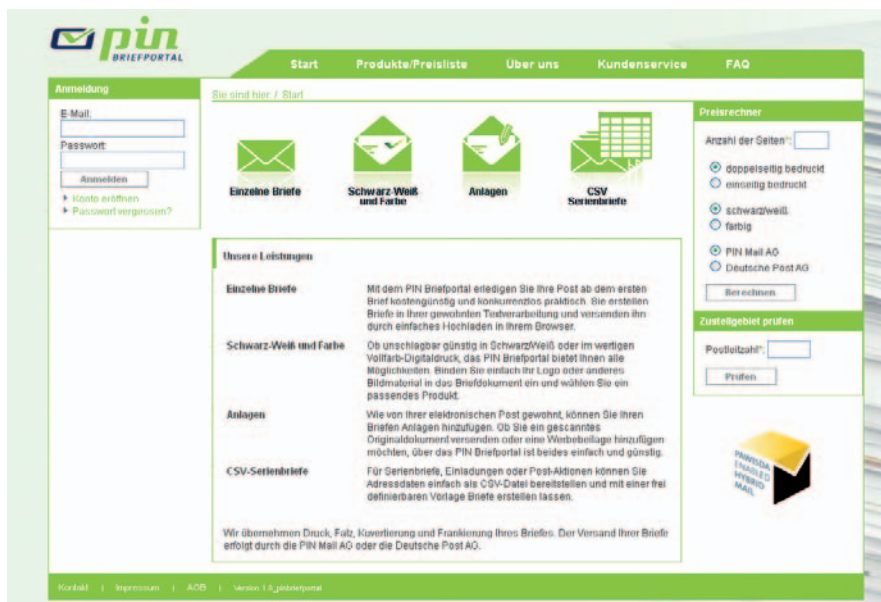 pin
BRIEFPORTAL
Start Produkte/Preisliste Über uns Kundenservice FAQ
Anmeldung
E-Mail:
Passwort:
Anmelden
Konto eröffnen
Passwort vergessen?
Sie sind hier / Start
Einzelne Briefe
Schwarz-Weiß
und Farbe
Anlagen
CSV
Serienbriefe
Unsere Leistungen
Einzelne Briefe
Mit dem PIN Briefportal erledigen Sie Ihre Post ab dem ersten
Brief kostengünstig und konkurrenzlos praktisch. Sie erstellen
Briefe in Ihrer gewohnten Textverarbeitung und versenden ihn
durch einfaches Hochladen in Ihrem Browser.
Schwarz-Weiß und Farbe
Ob unschlagbar günstig in Schwarz/Weiß oder im wertigen
Vollfarb-Digitaldruck, das PIN Briefportal bietet Ihnen alle
Möglichkeiten. Binden Sie einfach Ihr Logo oder anderes
Bildmaterial in das Briefdokument ein und wählen Sie ein
passendes Produkt.
Anlagen
Wie von Ihrer elektronischen Post gewohnt, können Sie Ihren
Briefen Anlagen hinzufügen. Ob Sie ein gescanntes
Originaldokument versenden oder eine Werbebeilage hinzufügen
möchten, über das PIN Briefportal ist beides einfach und günstig.
CSV-Serienbriefe
Für Serienbriefe, Einladungen oder Post-Aktionen können Sie
Adressdaten einfach als CSV-Datei bereitstellen und mit einer frei
definierbaren Vorlage Briefe erstellen lassen.
Wir übernehmen Druck, Falz, Kuvertierung und Frankierung Ihres Briefes. Der Versand Ihrer Briefe
erfolgt durch die PIN Mail AG oder die Deutsche Post AG.
Preisrechner
Anzahl der Seiten*:
doppelseitig bedruckt
einseitig bedruckt
schwarz/weiß
farbig
PIN Mail AG
Deutsche Post AG
Berechnen
Zustellgebiet prüfen
Postleitzahl*:
Prüfen
PAWISDA
ENABLED
HYBRID
MAIL
Kontakt | Impressum | AGB | Version 1.6_pinbriefportal